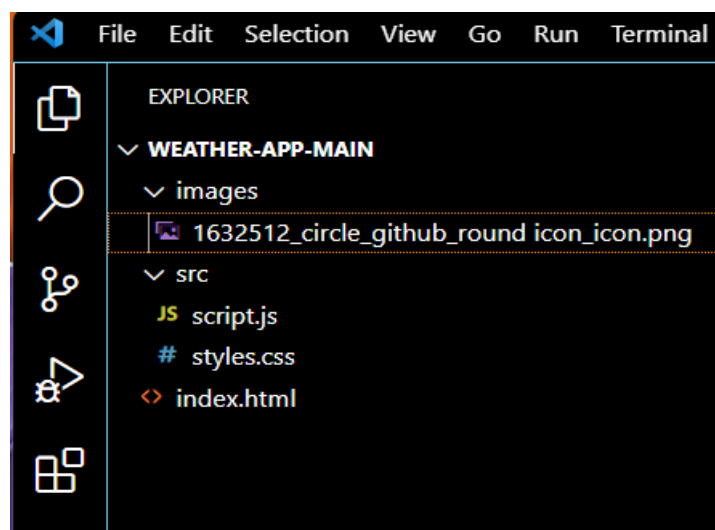 File Edit Selection View Go Run Terminal
EXPLORER
WEATHER-APP-MAIN
images
1632512_circle_github_round icon_icon.png
src
JS script.js
# styles.css
<> index.html